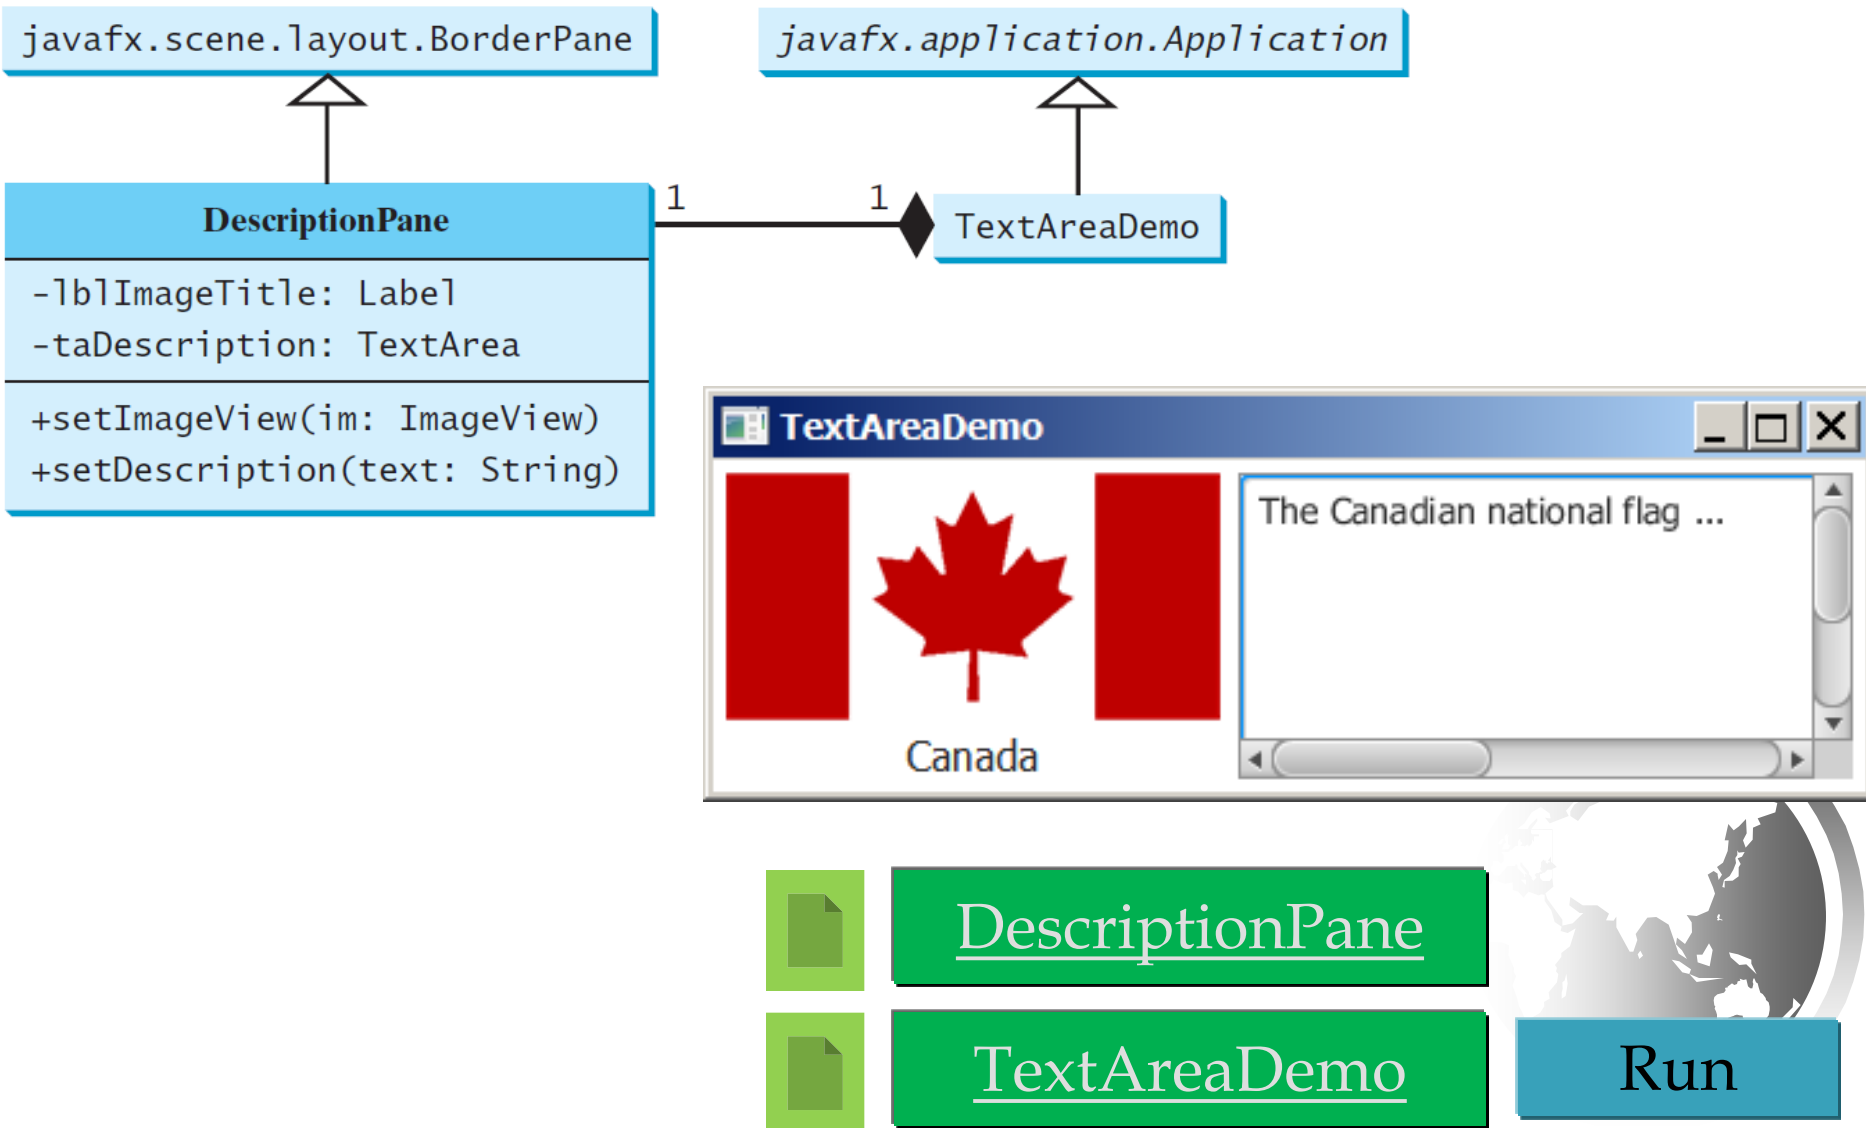 javafx.scene.layout.BorderPane
javafx.application.Application
DescriptionPane
1
1
TextAreaDemo
-lblImageTitle: Label
-taDescription: TextArea
+setImageView(im: ImageView)
+setDescription(text: String)
TextAreaDemo
The Canadian national flag ...
Canada
DescriptionPane
TextAreaDemo
Run